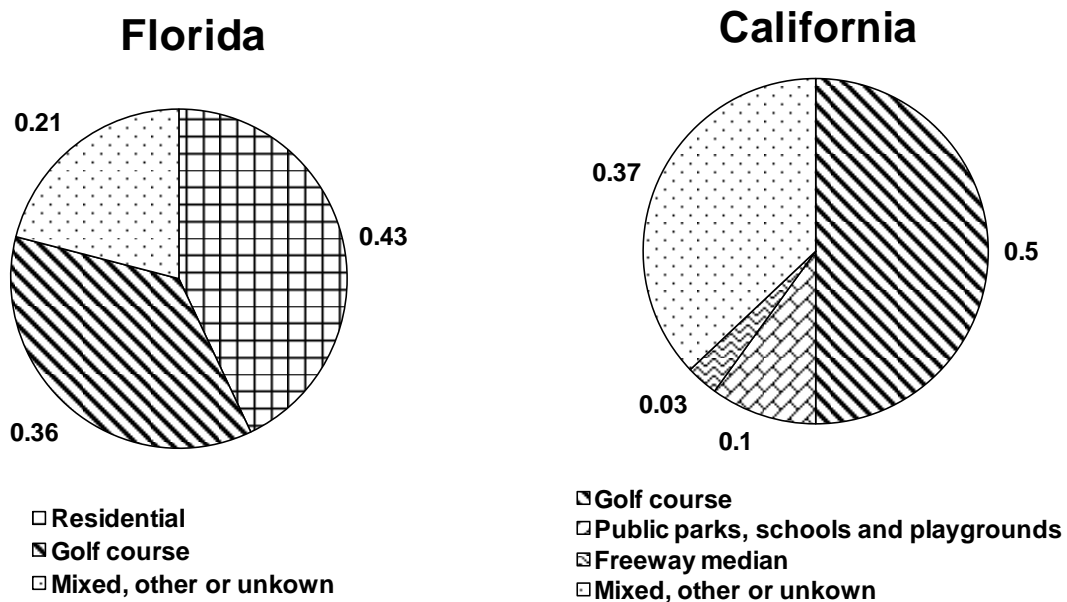 Florida
0.21
0.43
0.36
Residential
Golf course
Mixed, other or unkown
California
0.37
0.5
0.03
0.1
Golf course
Public parks, schools and playgrounds
Freeway median
Mixed, other or unkown